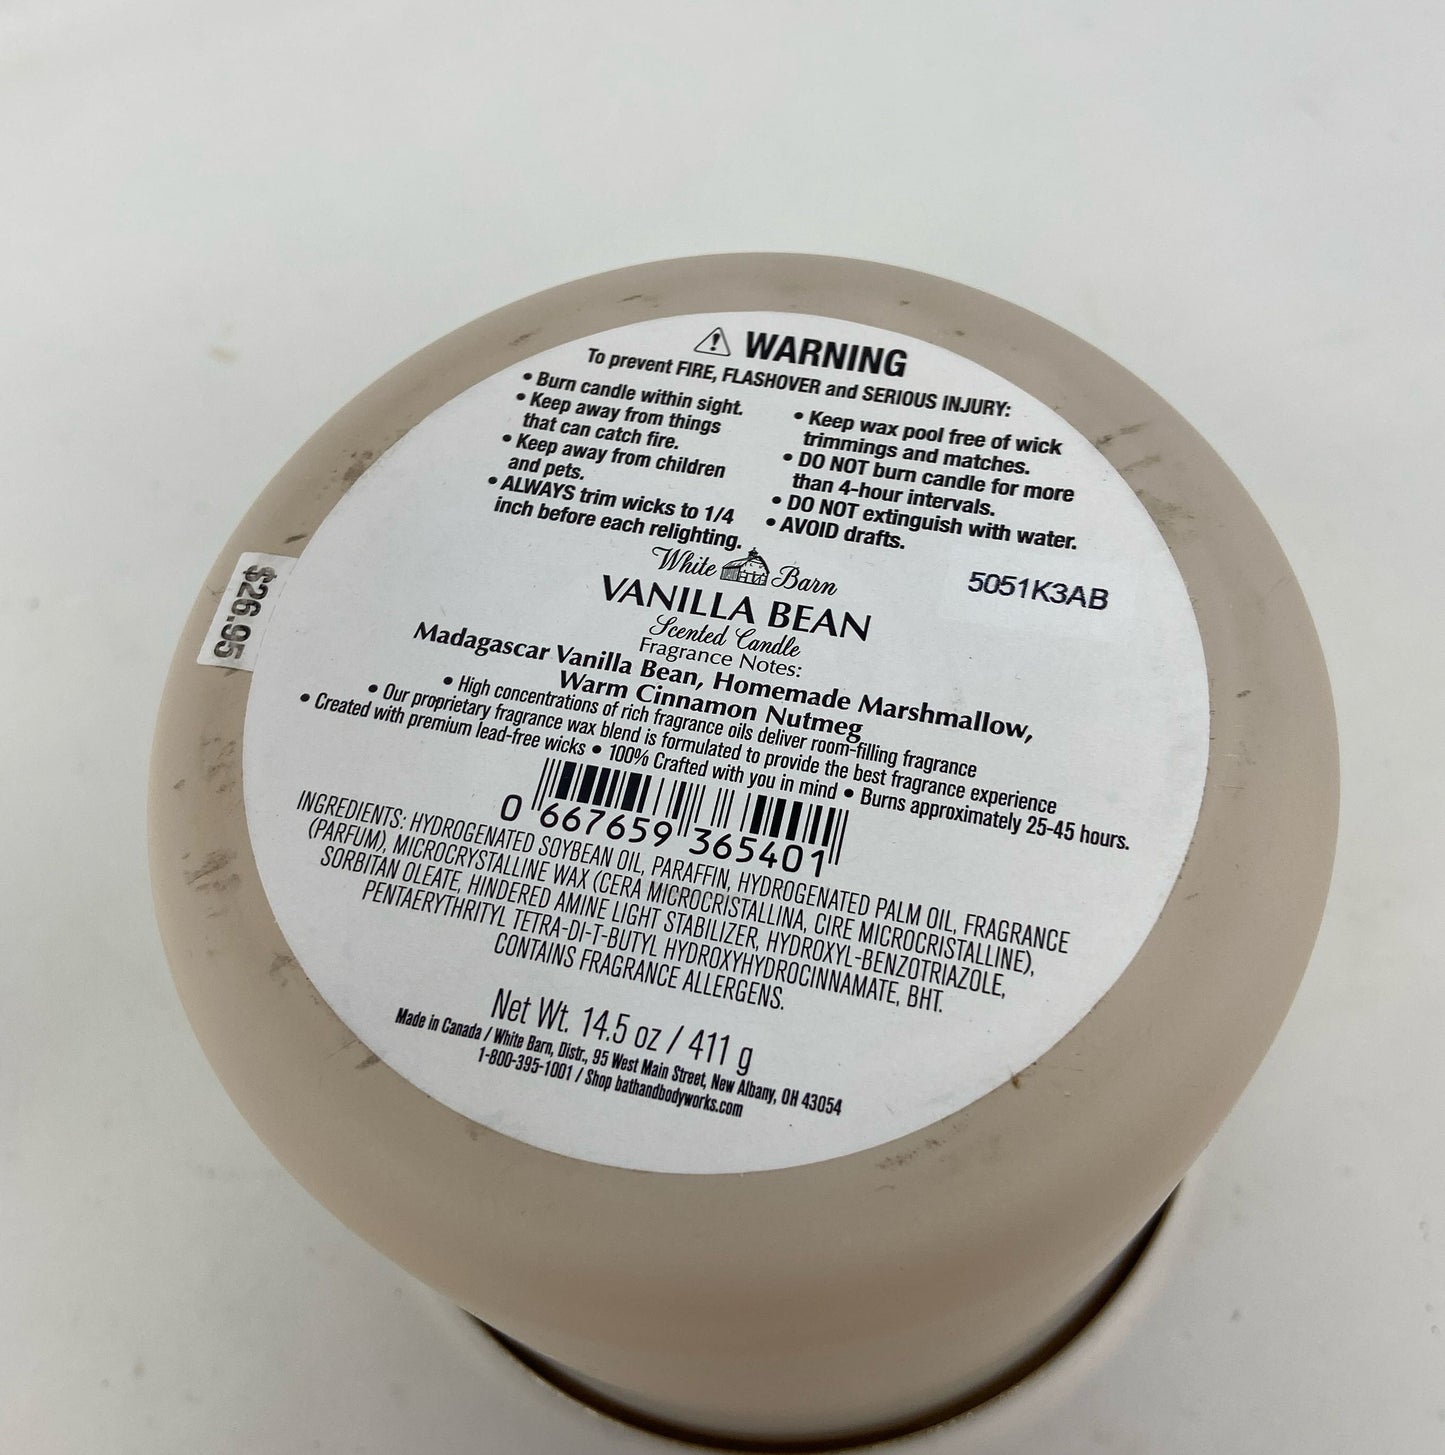 ⚠ WARNING
To prevent FIRE, FLASHOVER and SERIOUS INJURY:
• Burn candle within sight.
• Keep away from things
that can catch fire.
• Keep away from children
and pets.
• ALWAYS trim wicks to 1/4
inch before each relighting.
• Keep wax pool free of wick
trimmings and matches.
• DO NOT burn candle for more
than 4-hour intervals.
• DO NOT extinguish with water.
• AVOID drafts.
White Barn
5051K3AB
VANILLA BEAN
Scented Candle
Fragrance Notes:
Madagascar Vanilla Bean, Homemade Marshmallow,
Warm Cinnamon Nutmeg
• High concentrations of rich fragrance oils deliver room-filling fragrance
• Our proprietary fragrance wax blend is formulated to provide the best fragrance experience
• Created with premium lead-free wicks • 100% Crafted with you in mind • Burns approximately 25-45 hours.
$26.95
0 667659 365401
INGREDIENTS: HYDROGENATED SOYBEAN OIL, PARAFFIN, HYDROGENATED PALM OIL, FRAGRANCE
(PARFUM), MICROCRYSTALLINE WAX (CERA MICROCRISTALLINA, CIRE MICROCRISTALLINE),
SORBITAN OLEATE, HINDERED AMINE LIGHT STABILIZER, HYDROXYL-BENZOTRIAZOLE,
PENTAERYTHRITYL TETRA-DI-T-BUTYL HYDROXYHYDROCINNAMATE, BHT.
CONTAINS FRAGRANCE ALLERGENS.
Net Wt. 14.5 oz / 411 g
Made in Canada / White Barn, Distr., 95 West Main Street, New Albany, OH 43054
1-800-395-1001 / Shop bathandbodyworks.com